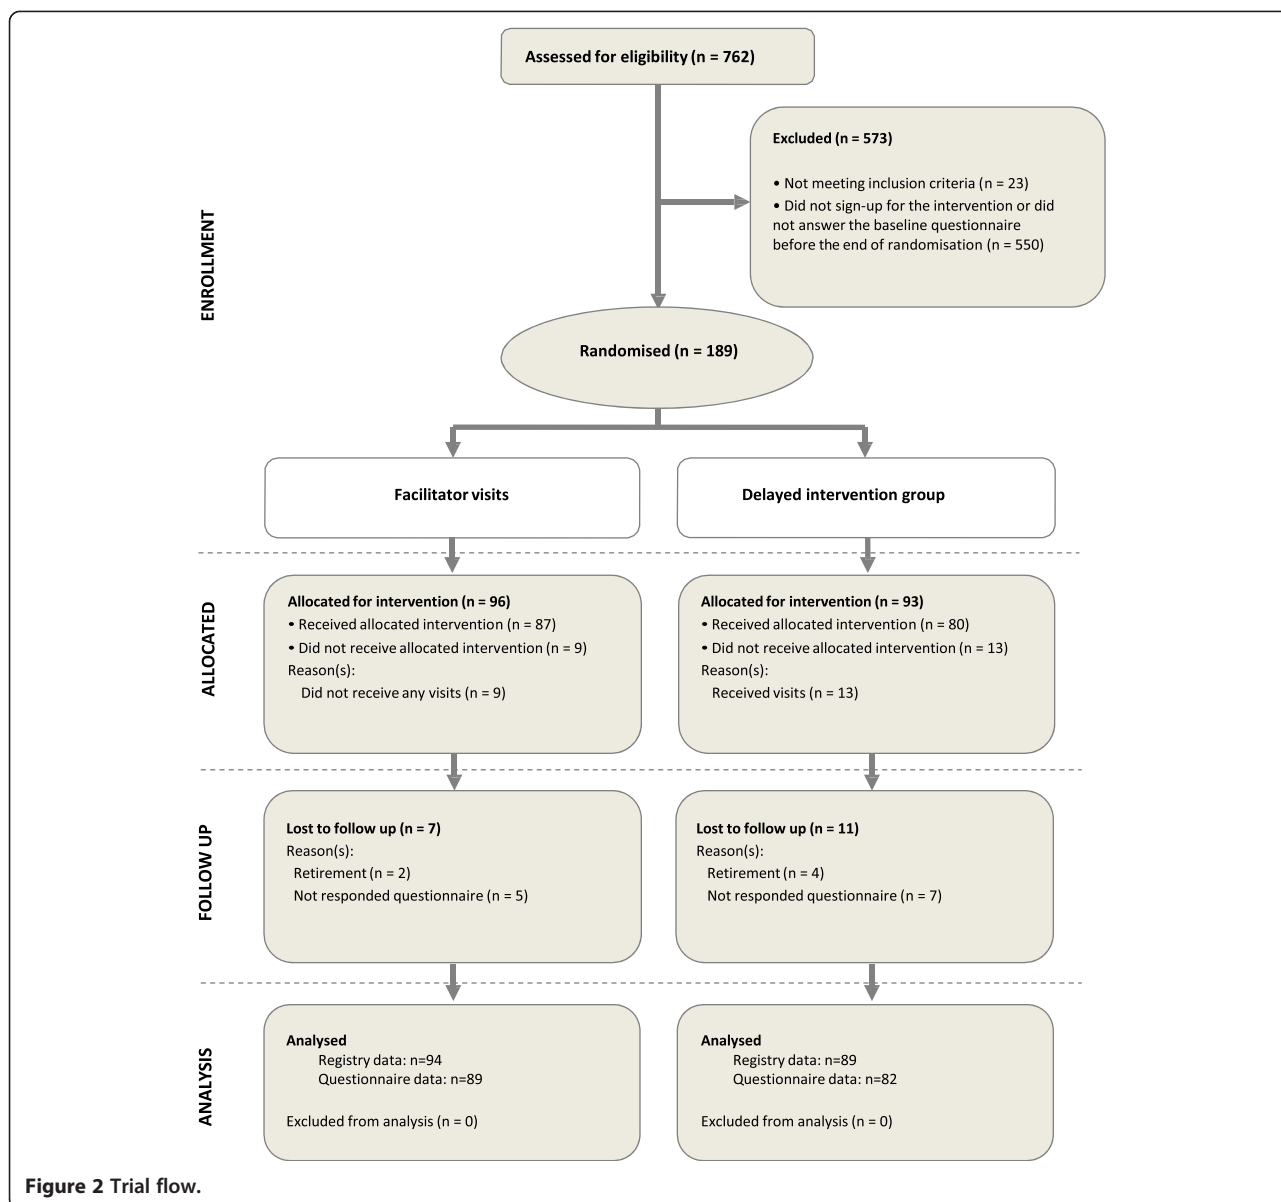 Assessed for eligibility (n = 762)
Excluded (n = 573)
• Not meeting inclusion criteria (n = 23)
• Did not sign-up for the intervention or did
not answer the baseline questionnaire
before the end of randomisation (n = 550)
ENROLLMENT
Randomised (n = 189)
Facilitator visits
Delayed intervention group
ALLOCATED
Allocated for intervention (n = 96)
• Received allocated intervention (n = 87)
• Did not receive allocated intervention (n = 9)
Reason(s):
Did not receive any visits (n = 9)
Allocated for intervention (n = 93)
• Received allocated intervention (n = 80)
• Did not receive allocated intervention (n = 13)
Reason(s):
Received visits (n = 13)
FOLLOW UP
Lost to follow up (n = 7)
Reason(s):
Retirement (n = 2)
Not responded questionnaire (n = 5)
Lost to follow up (n = 11)
Reason(s):
Retirement (n = 4)
Not responded questionnaire (n = 7)
ANALYSIS
Analysed
Registry data: n=94
Questionnaire data: n=89
Excluded from analysis (n = 0)
Analysed
Registry data: n=89
Questionnaire data: n=82
Excluded from analysis (n = 0)
Figure 2 Trial flow.